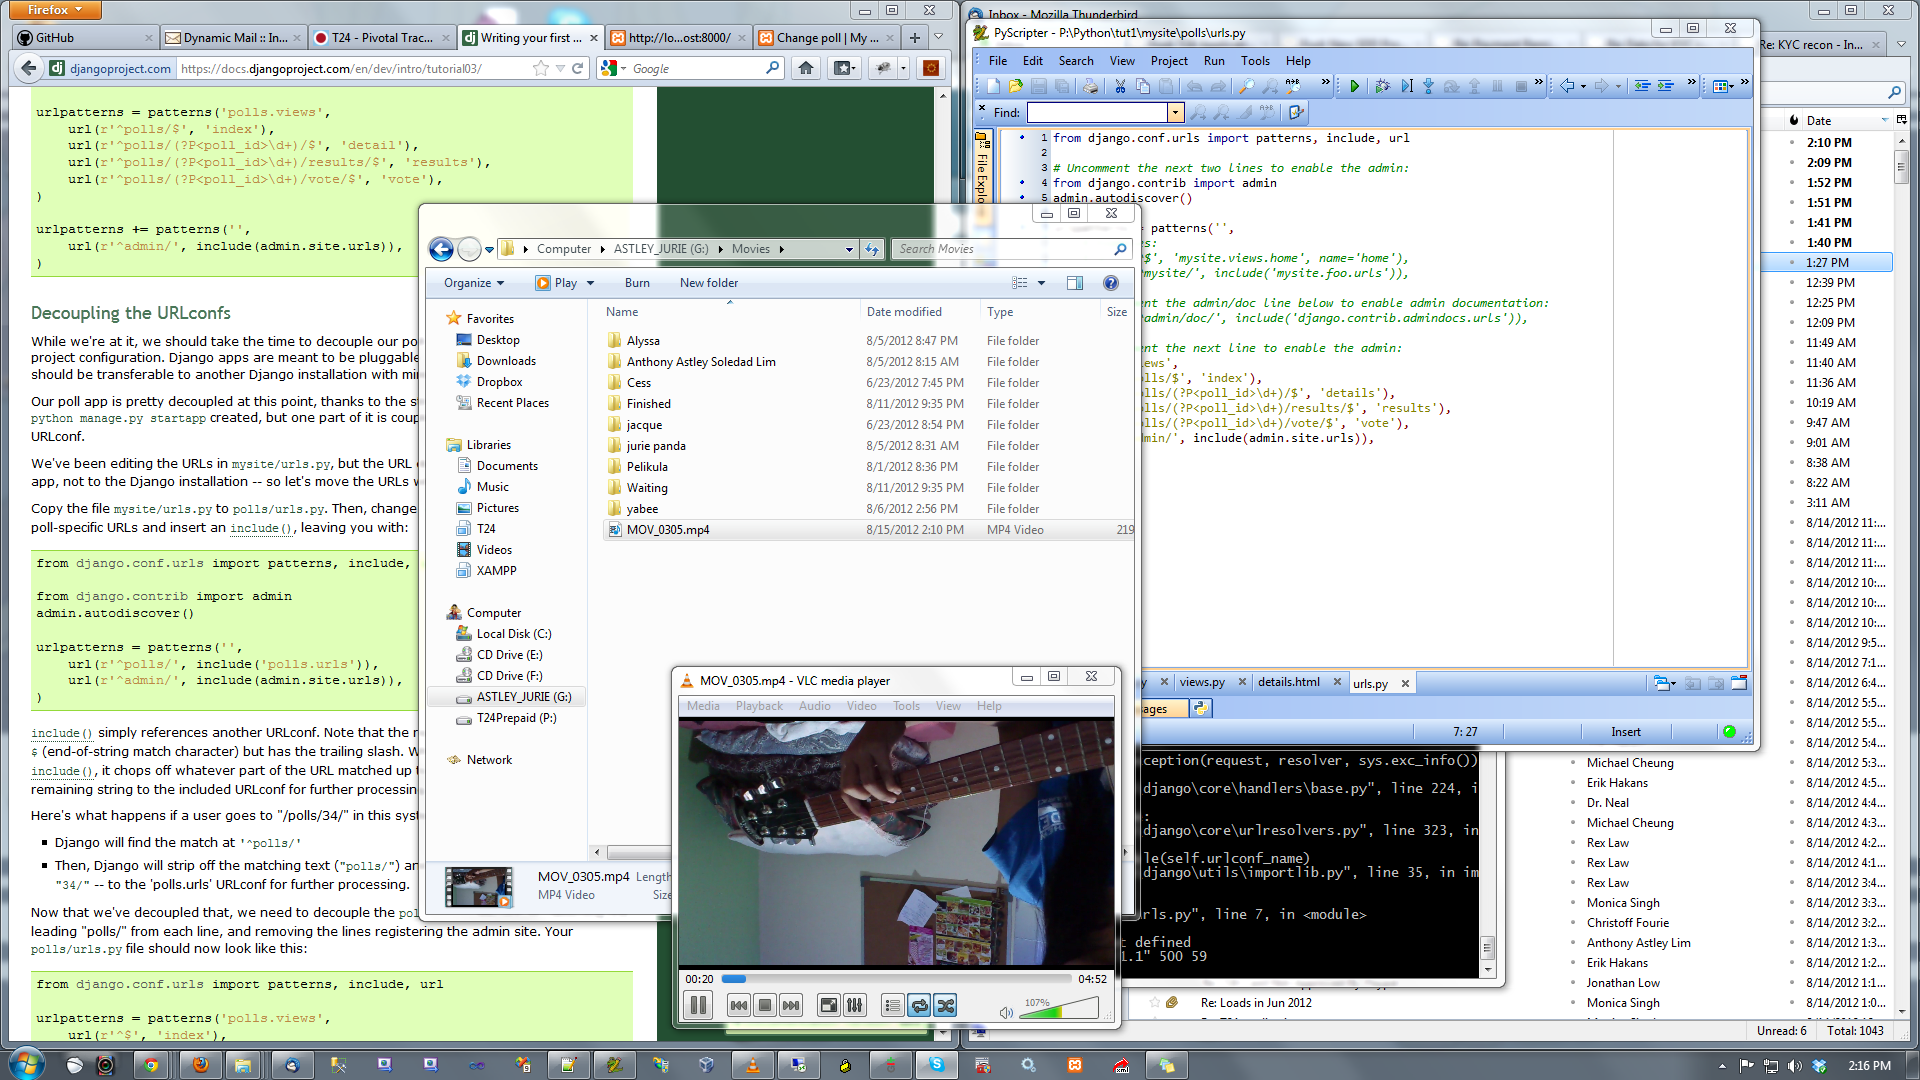 Firefox
GitHub
Dynamic Mail :: In...
T24 - Pivotal Trac...
Writing your first ...
http://lo...ost:8000/
Change poll | My ...
djangoproject.com
https://docs.djangoproject.com/en/dev/intro/tutorial03/
Google
urlpatterns = patterns('polls.views',
url(r'^polls/$', 'index'),
url(r'^polls/(?P<poll_id>\d+)/$', 'detail'),
url(r'^polls/(?P<poll_id>\d+)/results/$', 'results'),
url(r'^polls/(?P<poll_id>\d+)/vote/$', 'vote'),
)
urlpatterns += patterns('',
url(r'^admin/', include(admin.site.urls)),
)
Decoupling the URLconfs
While we're at it, we should take the time to decouple our po
project configuration. Django apps are meant to be pluggable
should be transferable to another Django installation with mi
Our poll app is pretty decoupled at this point, thanks to the s
python manage.py startapp created, but one part of it is coup
URLconf.
We've been editing the URLs in mysite/urls.py, but the URL
app, not to the Django installation -- so let's move the URLs
Copy the file mysite/urls.py to polls/urls.py. Then, change
poll-specific URLs and insert an include(), leaving you with:
from django.conf.urls import patterns, include,
from django.contrib import admin
admin.autodiscover()
urlpatterns = patterns('',
url(r'^polls/', include('polls.urls')),
url(r'^admin/', include(admin.site.urls)),
)
include() simply references another URLconf. Note that the r
$ (end-of-string match character) but has the trailing slash. W
include(), it chops off whatever part of the URL matched up
remaining string to the included URLconf for further processin
Here's what happens if a user goes to "/polls/34/" in this syst
Django will find the match at '^polls/'
Then, Django will strip off the matching text ("polls/") an
"34/" -- to the 'polls.urls' URLconf for further processing.
Now that we've decoupled that, we need to decouple the po
leading "polls/" from each line, and removing the lines registering the admin site. Your
polls/urls.py file should now look like this:
from django.conf.urls import patterns, include, url
urlpatterns = patterns('polls.views',
url(r'^$', 'index'),
Computer
ASTLEY_JURIE (G:)
Movies
Search Movies
Organize
Play
Burn
New folder
Favorites
Desktop
Downloads
Dropbox
Recent Places
Libraries
Documents
Music
Pictures
T24
Videos
XAMPP
Computer
Local Disk (C:)
CD Drive (E:)
CD Drive (F:)
ASTLEY_JURIE (G:)
T24Prepaid (P:)
Network
Name Date modified Type Size
Alyssa 8/5/2012 8:47 PM File folder
Anthony Astley Soledad Lim 8/5/2012 8:15 AM File folder
Cess 6/23/2012 7:45 PM File folder
Finished 8/11/2012 9:35 PM File folder
jacque 6/23/2012 8:54 PM File folder
jurie panda 8/5/2012 8:31 AM File folder
Pelikula 8/1/2012 8:36 PM File folder
Waiting 8/11/2012 9:35 PM File folder
yabee 8/6/2012 2:56 PM File folder
MOV_0305.mp4 8/15/2012 2:10 PM MP4 Video 219
MOV_0305.mp4 Length
MP4 Video Size
MOV_0305.mp4 - VLC media player
Media Playback Audio Video Tools View Help
00:20
04:52
107%
Inbox - Mozilla Thunderbird
Re: KYC recon - In...
PyScripter - P:\Python\tut1\mysite\polls\urls.py
File Edit Search View Project Run Tools Help
Find:
File Explo
1 from django.conf.urls import patterns, include, url
2
3 # Uncomment the next two lines to enable the admin:
4 from django.contrib import admin
5 admin.autodiscover()
= patterns('',
es:
$', 'mysite.views.home', name='home'),
mysite/', include('mysite.foo.urls')),
ent the admin/doc line below to enable admin documentation:
admin/doc/', include('django.contrib.admindocs.urls')),
ent the next line to enable the admin:
iews',
olls/$', 'index'),
olls/(?P<poll_id>\d+)/$', 'details'),
olls/(?P<poll_id>\d+)/results/$', 'results'),
olls/(?P<poll_id>\d+)/vote/$', 'vote'),
dmin/', include(admin.site.urls)),
y
views.py
details.html
urls.py
ages
7: 27
Insert
ception(request, resolver, sys.exc_info())
django\core\handlers\base.py", line 224, i
:
django\core\urlresolvers.py", line 323, in
le(self.urlconf_name)
django\utils\importlib.py", line 35, in im
rls.py", line 7, in <module>
t defined
1.1" 500 59
Date
2:10 PM
2:09 PM
1:52 PM
1:51 PM
1:41 PM
1:40 PM
1:27 PM
12:39 PM
12:25 PM
12:09 PM
11:49 AM
11:40 AM
11:36 AM
10:19 AM
9:47 AM
9:01 AM
8:38 AM
8:22 AM
3:11 AM
8/14/2012 11:...
8/14/2012 11:...
8/14/2012 11:...
8/14/2012 10:...
8/14/2012 10:...
8/14/2012 10:...
8/14/2012 9:5...
8/14/2012 7:1...
8/14/2012 6:4...
8/14/2012 5:5...
8/14/2012 5:5...
8/14/2012 5:4...
Michael Cheung 8/14/2012 5:3...
Erik Hakans 8/14/2012 4:5...
Dr. Neal 8/14/2012 4:4...
Michael Cheung 8/14/2012 4:3...
Rex Law 8/14/2012 4:2...
Rex Law 8/14/2012 4:1...
Rex Law 8/14/2012 4:1...
Monica Singh 8/14/2012 3:3...
Christoff Fourie 8/14/2012 3:2...
Anthony Astley Lim 8/14/2012 1:3...
Erik Hakans 8/14/2012 1:3...
Jonathan Low 8/14/2012 1:1...
Re: Loads in Jun 2012 Monica Singh 8/14/2012 1:0...
Unread: 6
Total: 1043
2:16 PM